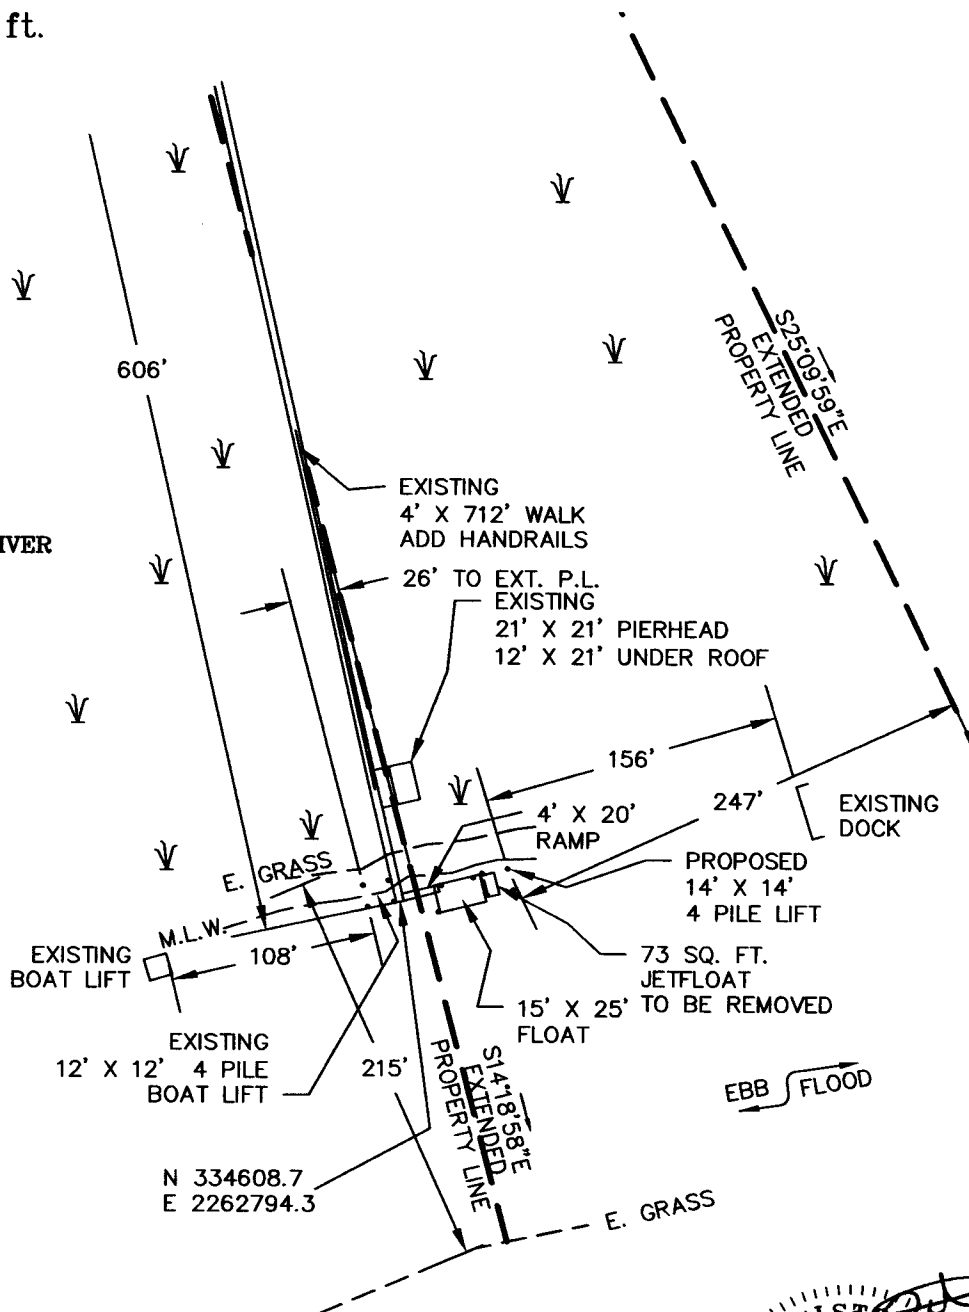 ft.
606'
S25°09'59"E
EXTENDED
PROPERTY LINE
EXISTING
4' X 712' WALK
ADD HANDRAILS
IVER
26' TO EXT. P.L.
EXISTING
21' X 21' PIERHEAD
12' X 21' UNDER ROOF
156'
247'
EXISTING
DOCK
4' X 20'
RAMP
E. GRASS
PROPOSED
14' X 14'
4 PILE LIFT
M.L.W.
EXISTING
BOAT LIFT
108'
73 SQ. FT.
JETFLOAT
TO BE REMOVED
15' X 25'
FLOAT
EXISTING
12' X 12' 4 PILE
BOAT LIFT
215'
S14°18'58"E
EXTENDED
PROPERTY LINE
EBB FLOOD
N 334608.7
E 2262794.3
E. GRASS